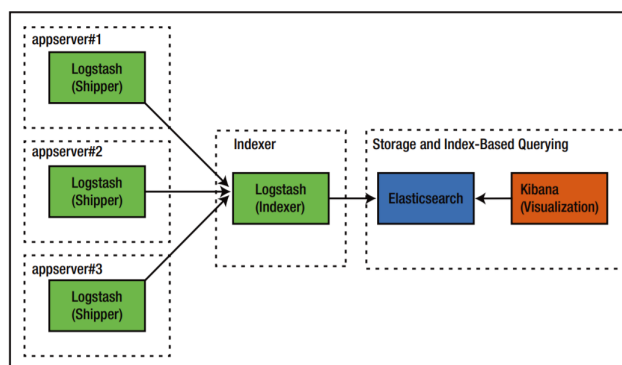 appserver#1
Logstash
(Shipper)
appserver#2
Logstash
(Shipper)
appserver#3
Logstash
(Shipper)
Indexer
Logstash
(Indexer)
Storage and Index-Based Querying
Elasticsearch
Kibana
(Visualization)